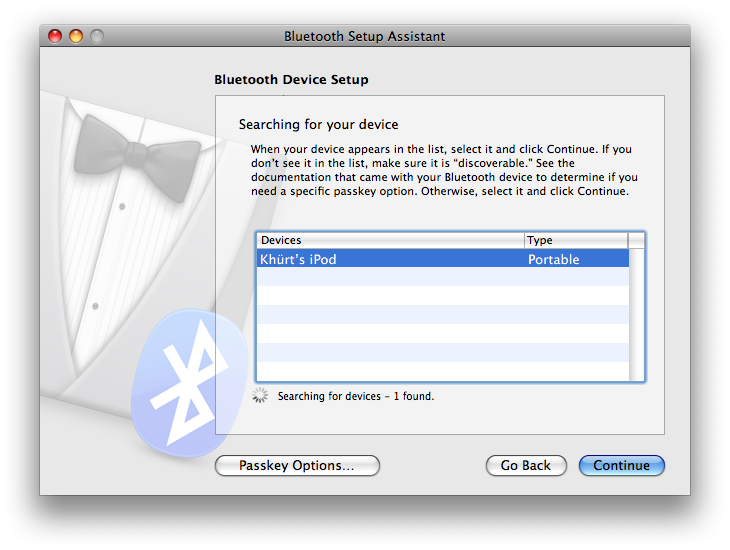 Bluetooth Setup Assistant
Bluetooth Device Setup
Searching for your device
When your device appears in the list, select it and click Continue. If you
don't see it in the list, make sure it is “discoverable.” See the
documentation that came with your Bluetooth device to determine if you
need a specific passkey option. Otherwise, select it and click Continue.
Devices Type
Khürt's iPod Portable
Searching for devices – 1 found.
Passkey Options... Go Back Continue